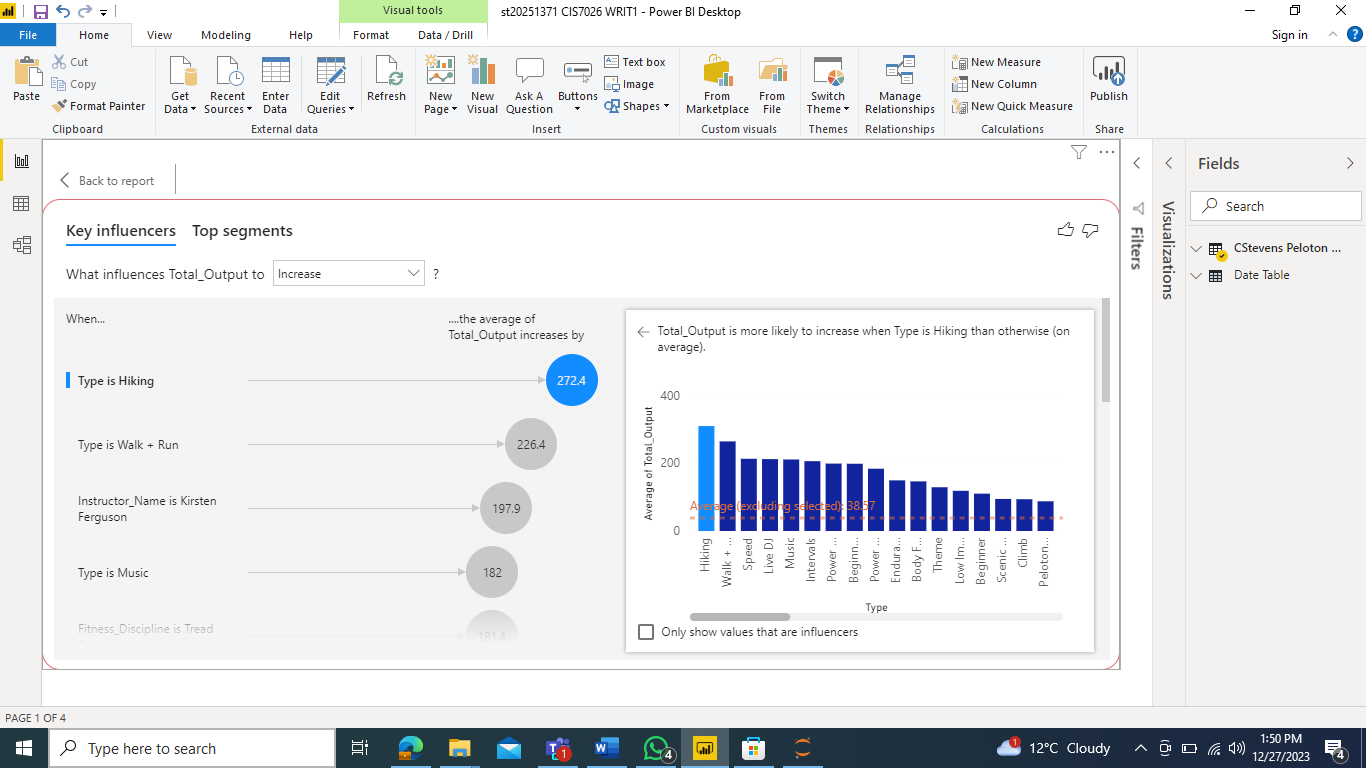 Visual tools
st20251371 CIS7026 WRIT1 - Power BI Desktop
File
Home
View
Modeling
Help
Format
Data / Drill
Sign in
?
Paste
Cut
Copy
Format Painter
Clipboard
Get
Data
Recent
Sources
Enter
Data
Edit
Queries
Refresh
External data
New
Page
New
Visual
Ask A
Question
Buttons
Text box
Image
Shapes
Insert
From
Marketplace
From
File
Custom visuals
Switch
Theme
Themes
Manage
Relationships
Relationships
New Measure
New Column
New Quick Measure
Calculations
Publish
Share
Back to report
Key influencers
Top segments
What influences Total_Output to
Increase
?
When...
....the average of
Total_Output increases by
Type is Hiking
272.4
Type is Walk + Run
226.4
Instructor_Name is Kirsten
Ferguson
197.9
Type is Music
182
Fitness_Discipline is Tread
181.4
Total_Output is more likely to increase when Type is Hiking than otherwise (on
average).
Average of Total_Output
400
200
0
Average (excluding selected): 38.57
Hiking
Walk + ...
Speed
Live DJ
Music
Intervals
Power ...
Beginn...
Power ...
Endura...
Body F...
Theme
Low Im...
Beginner
Scenic ...
Climb
Peloton...
Type
Only show values that are influencers
Filters
Visualizations
Fields
Search
CStevens Peloton ...
Date Table
PAGE 1 OF 4
Type here to search
1
4
1
12°C Cloudy
1:50 PM
12/27/2023
4